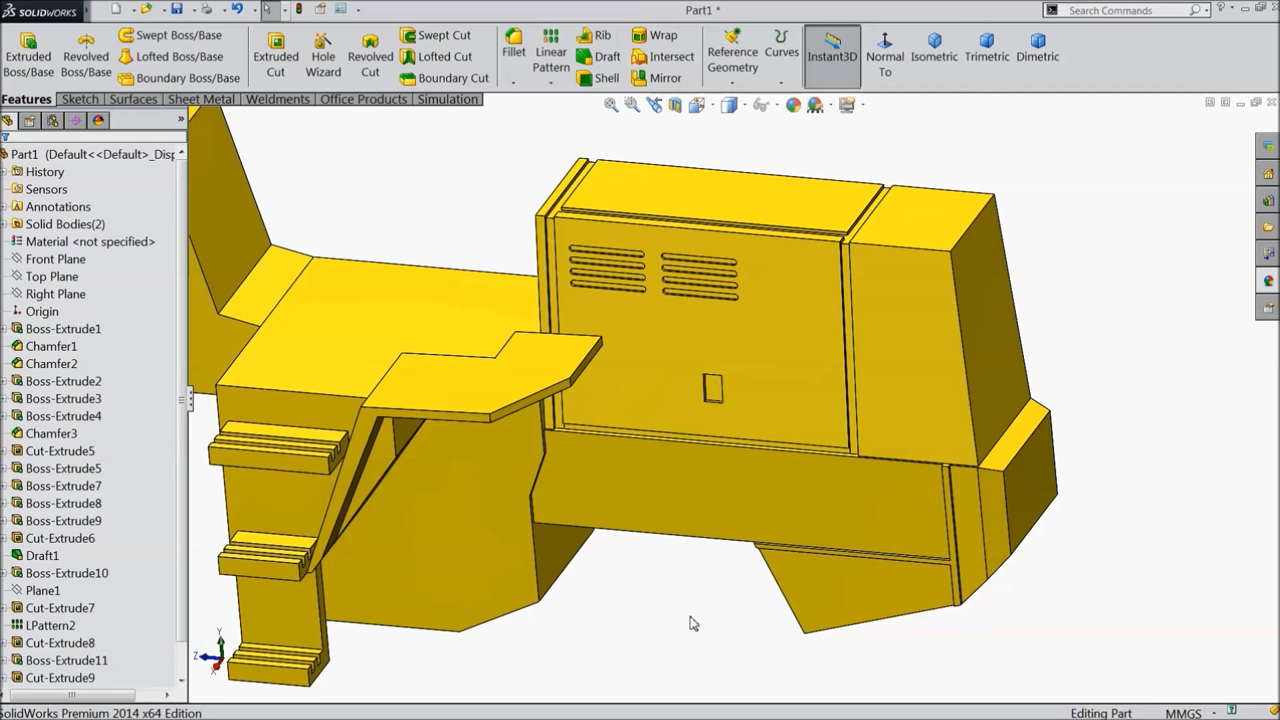 SOLIDWORKS
Part1 *
Search Commands
Extruded Boss/Base
Revolved Boss/Base
Swept Boss/Base
Lofted Boss/Base
Boundary Boss/Base
Extruded Cut
Hole Wizard
Revolved Cut
Swept Cut
Lofted Cut
Boundary Cut
Fillet
Linear Pattern
Rib
Draft
Shell
Wrap
Intersect
Mirror
Reference Geometry
Curves
Instant3D
Normal To
Isometric
Trimetric
Dimetric
Features
Sketch
Surfaces
Sheet Metal
Weldments
Office Products
Simulation
Part1 (Default<<Default>_Disp
History
Sensors
Annotations
Solid Bodies(2)
Material <not specified>
Front Plane
Top Plane
Right Plane
Origin
Boss-Extrude1
Chamfer1
Chamfer2
Boss-Extrude2
Boss-Extrude3
Boss-Extrude4
Chamfer3
Cut-Extrude5
Boss-Extrude5
Boss-Extrude7
Boss-Extrude8
Boss-Extrude9
Cut-Extrude6
Draft1
Boss-Extrude10
Plane1
Cut-Extrude7
LPattern2
Cut-Extrude8
Boss-Extrude11
Cut-Extrude9
Y
Z
X
SolidWorks Premium 2014 x64 Edition
Editing Part
MMGS